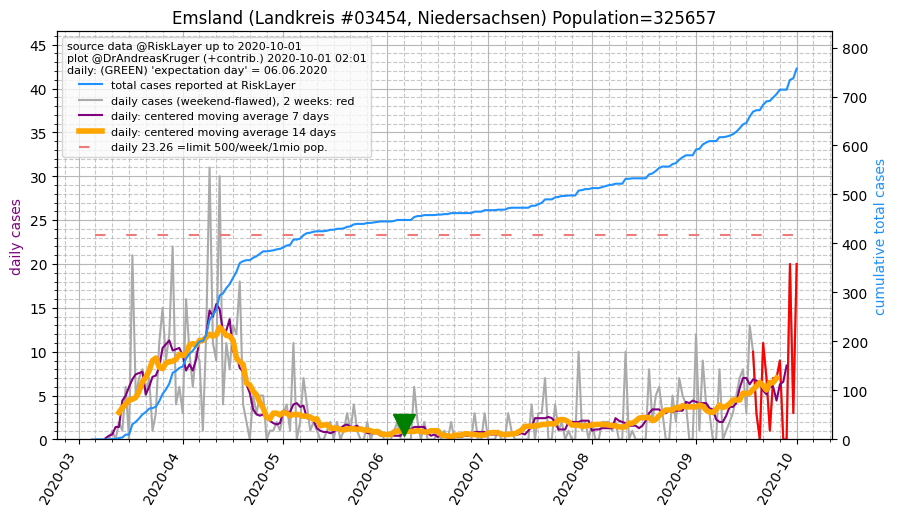 Emsland (Landkreis #03454, Niedersachsen) Population=325657
source data @RiskLayer up to 2020-10-01
plot @DrAndreasKruger (+contrib.) 2020-10-01 02:01
daily: (GREEN) 'expectation day' = 06.06.2020
total cases reported at RiskLayer
daily cases (weekend-flawed), 2 weeks: red
daily: centered moving average 7 days
daily: centered moving average 14 days
daily 23.26 =limit 500/week/1mio pop.
daily cases
45
40
35
30
25
20
15
10
5
0
cumulative total cases
800
700
600
500
400
300
200
100
0
2020-03
2020-04
2020-05
2020-06
2020-07
2020-08
2020-09
2020-10